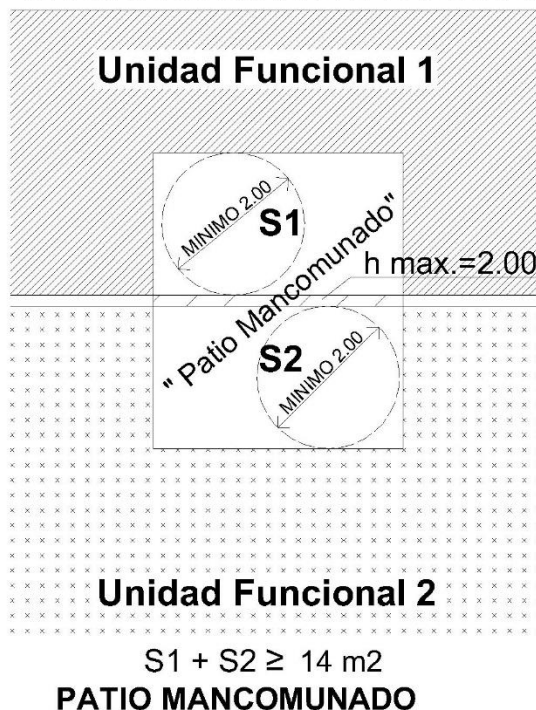 Unidad Funcional 1
MINIMO 2.00
S1
h max.=2.00
" Patio Mancomunado"
S2
MINIMO 2.00
Unidad Funcional 2
S1 + S2 ≥ 14 m2
PATIO MANCOMUNADO